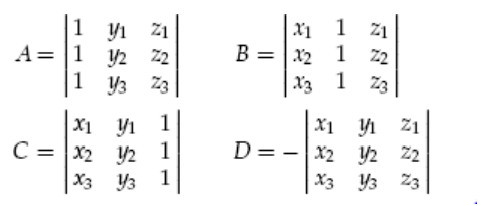 A = | 1 y₁ z₁ | B = | x₁ 1 z₁ |
| 1 y₂ z₂ | | x₂ 1 z₂ |
| 1 y₃ z₃ | | x₃ 1 z₃ |
C = | x₁ y₁ 1 | D = − | x₁ y₁ z₁ |
| x₂ y₂ 1 | | x₂ y₂ z₂ |
| x₃ y₃ 1 | | x₃ y₃ z₃ |